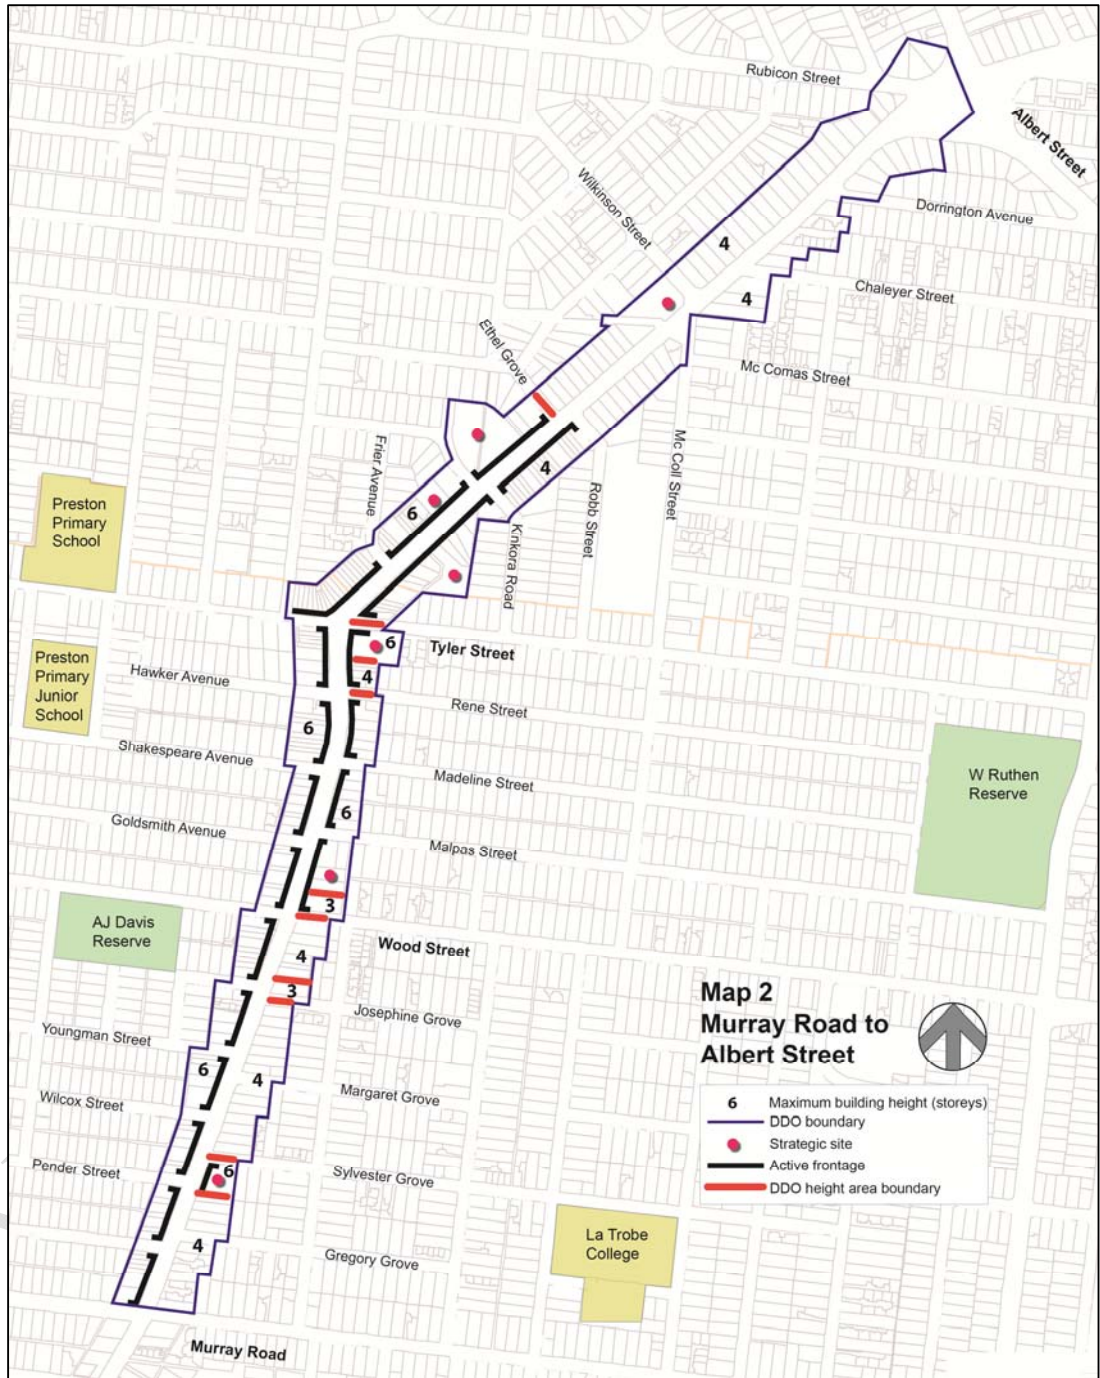 Rubicon Street
Albert Street
Wilkinson Street
Dorrington Avenue
4
Chaleyer Street
4
Ethel Grove
Mc Comas Street
Frier Avenue
Mc Coll Street
4
Robb Street
Preston
Primary
School
6
Kinkora Road
6
Tyler Street
Preston
Primary
Junior
School
Hawker Avenue
4
Rene Street
6
Shakespeare Avenue
Madeline Street
W Ruthen
Reserve
6
Goldsmith Avenue
Malpas Street
3
AJ Davis
Reserve
Wood Street
4
3
Josephine Grove
Youngman Street
6
4
Margaret Grove
Wilcox Street
Pender Street
6
Sylvester Grove
4
Gregory Grove
La Trobe
College
Murray Road
Map 2
Murray Road to
Albert Street
6 Maximum building height (storeys)
DDO boundary
Strategic site
Active frontage
DDO height area boundary